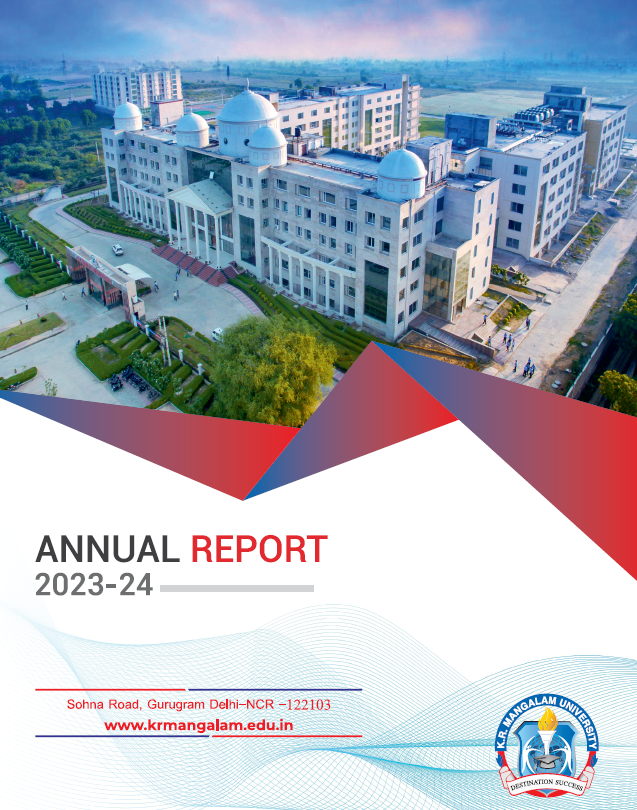 ANNUAL REPORT
2023-24
Sohna Road, Gurugram Delhi–NCR –122103
www.krmangalam.edu.in
K.R. MANGALAM UNIVERSITY
DESTINATION SUCCESS